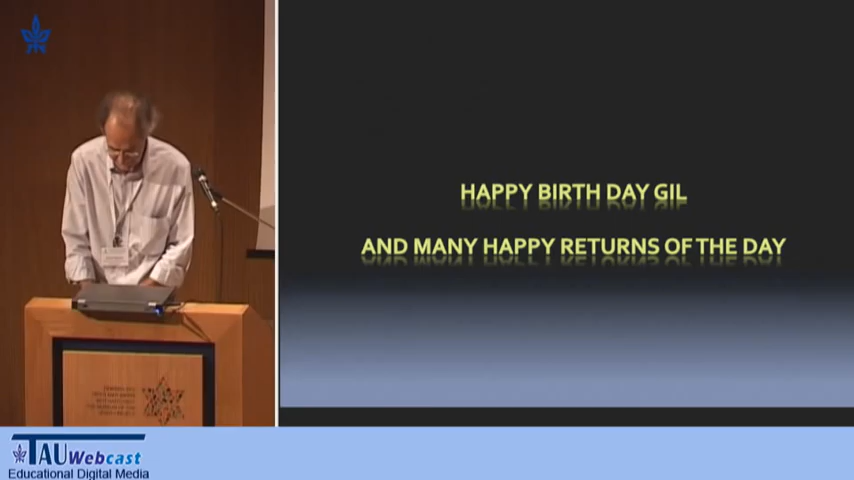 HAPPY BIRTH DAY GIL
AND MANY HAPPY RETURNS OF THE DAY
TAUWebcast
Educational Digital Media